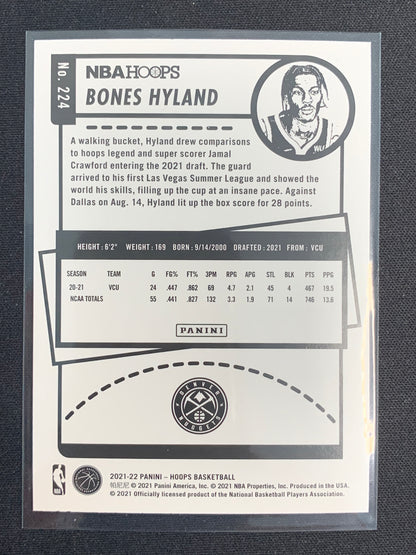 No. 224
NBA HOOPS
BONES HYLAND
A walking bucket, Hyland drew comparisons
to hoops legend and super scorer Jamal
Crawford entering the 2021 draft. The guard
arrived to his first Las Vegas Summer League and showed the
world his skills, filling up the cup at an insane pace. Against
Dallas on Aug. 14, Hyland lit up the box score for 28 points.
HEIGHT: 6'2" WEIGHT: 169 BORN: 9/14/2000 DRAFTED: 2021 FROM: VCU
SEASON TEAM G FG% FT% 3PM RPG APG STL BLK PTS PPG
20-21 VCU 24 .447 .862 69 4.7 2.1 45 4 467 19.5
NCAA TOTALS 55 .441 .827 132 3.3 1.9 71 14 746 13.6
PANINI
DENVER
NUGGETS
NBA
2021-22 PANINI – HOOPS BASKETBALL
帕尼尼 © 2021 Panini America, Inc. © 2021 NBA Properties, Inc. Produced in the USA.
© 2021 Officially licensed product of the National Basketball Players Association.